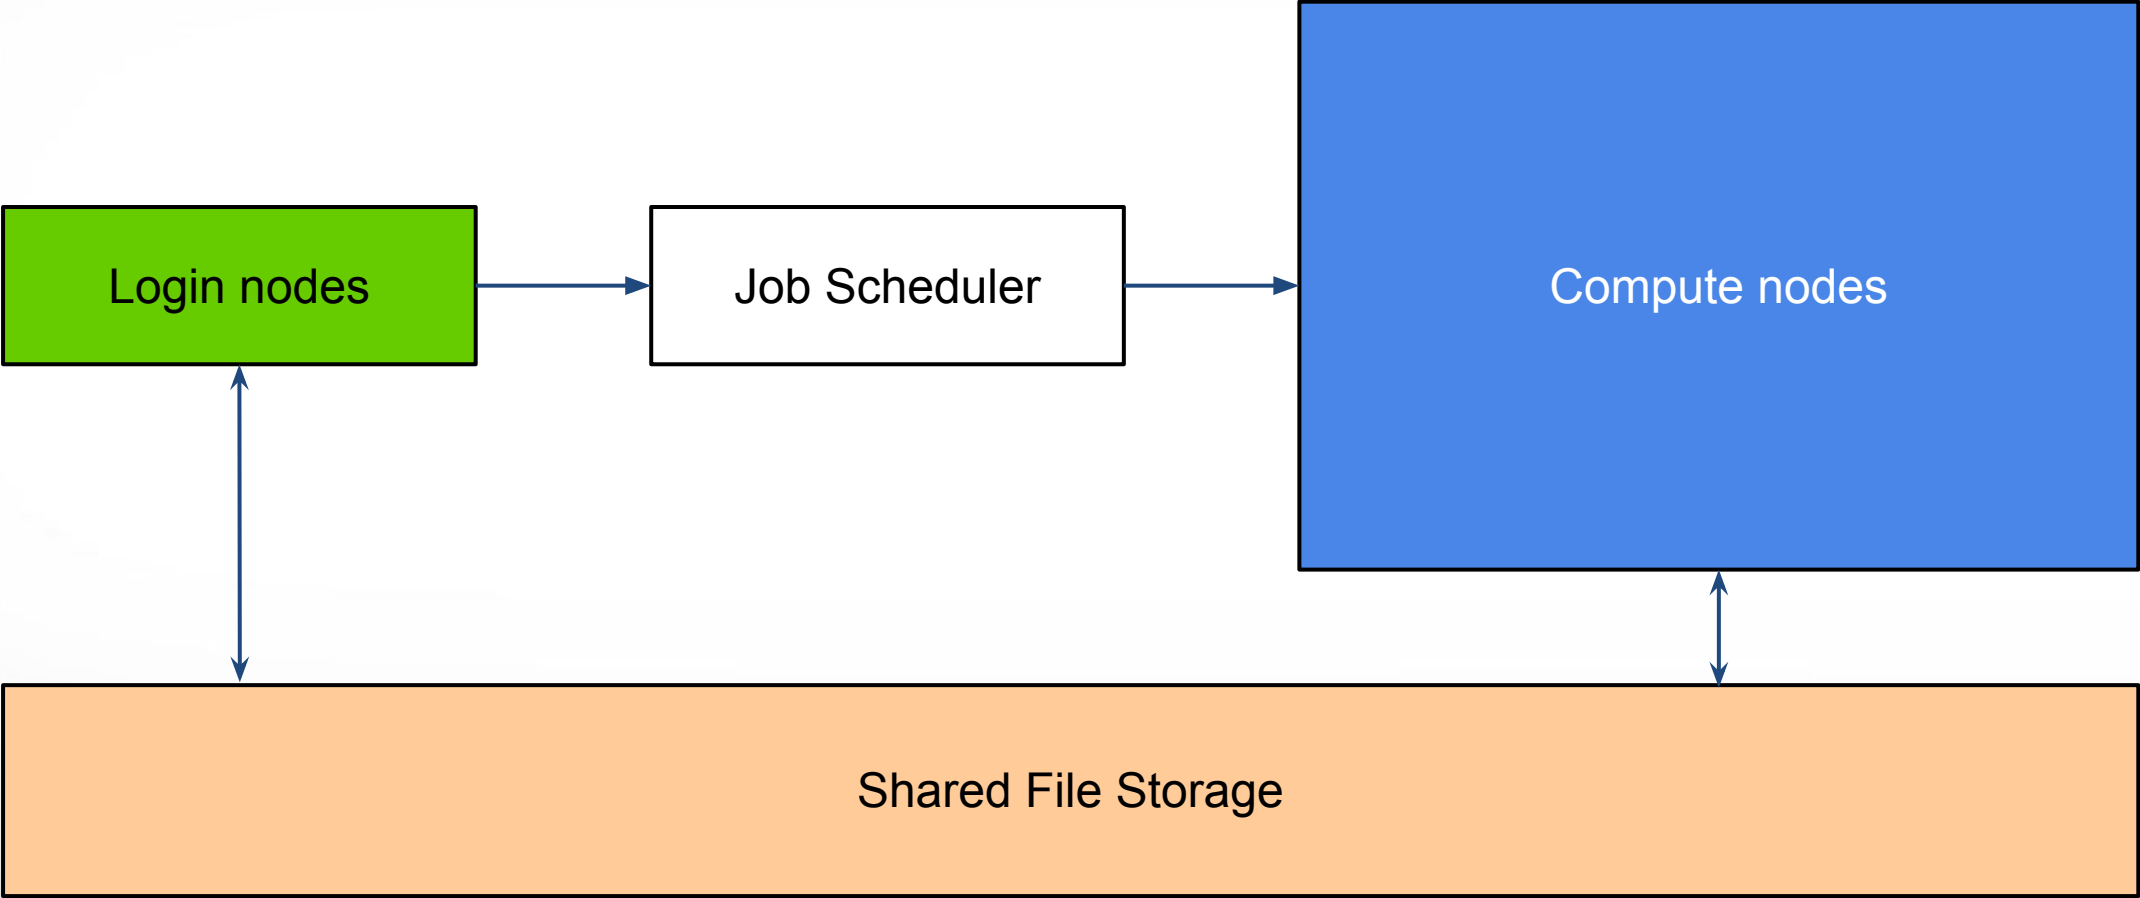 Login nodes
Job Scheduler
Compute nodes
Shared File Storage